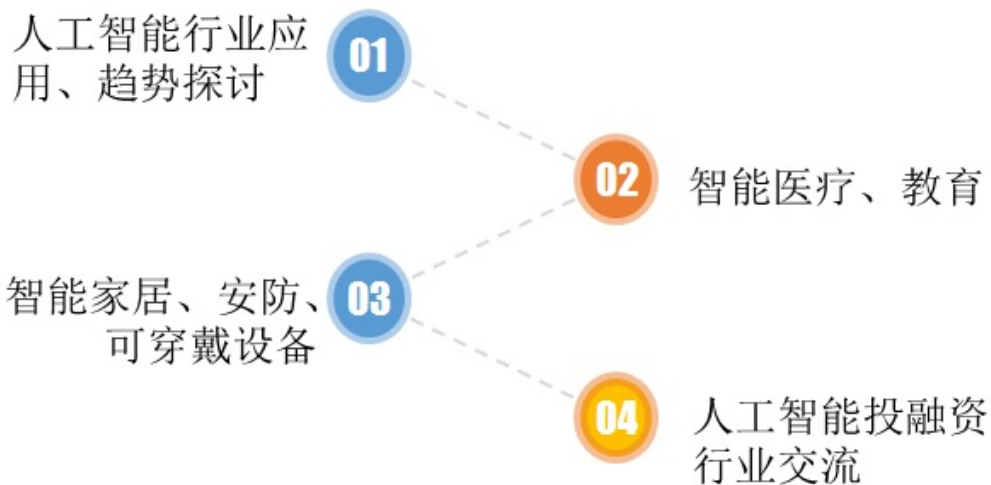 人工智能行业应
用、趋势探讨
01
02
智能医疗、教育
智能家居、安防、
可穿戴设备
03
04
人工智能投融资
行业交流